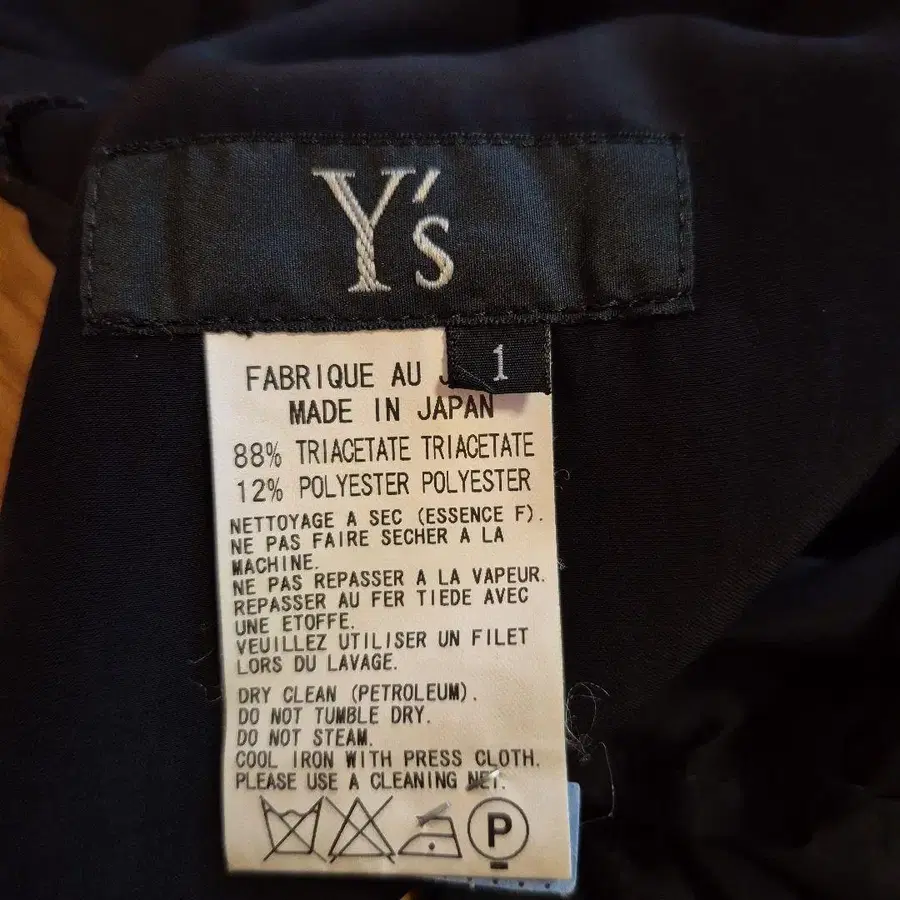 Y's
1
FABRIQUE AU
MADE IN JAPAN
88% TRIACETATE TRIACETATE
12% POLYESTER POLYESTER
NETTOYAGE A SEC (ESSENCE F).
NE PAS FAIRE SECHER A LA
MACHINE.
NE PAS REPASSER A LA VAPEUR.
REPASSER AU FER TIEDE AVEC
UNE ETOFFE.
VEUILLEZ UTILISER UN FILET
LORS DU LAVAGE.
DRY CLEAN (PETROLEUM).
DO NOT TUMBLE DRY.
DO NOT STEAM.
COOL IRON WITH PRESS CLOTH.
PLEASE USE A CLEANING NET.
P